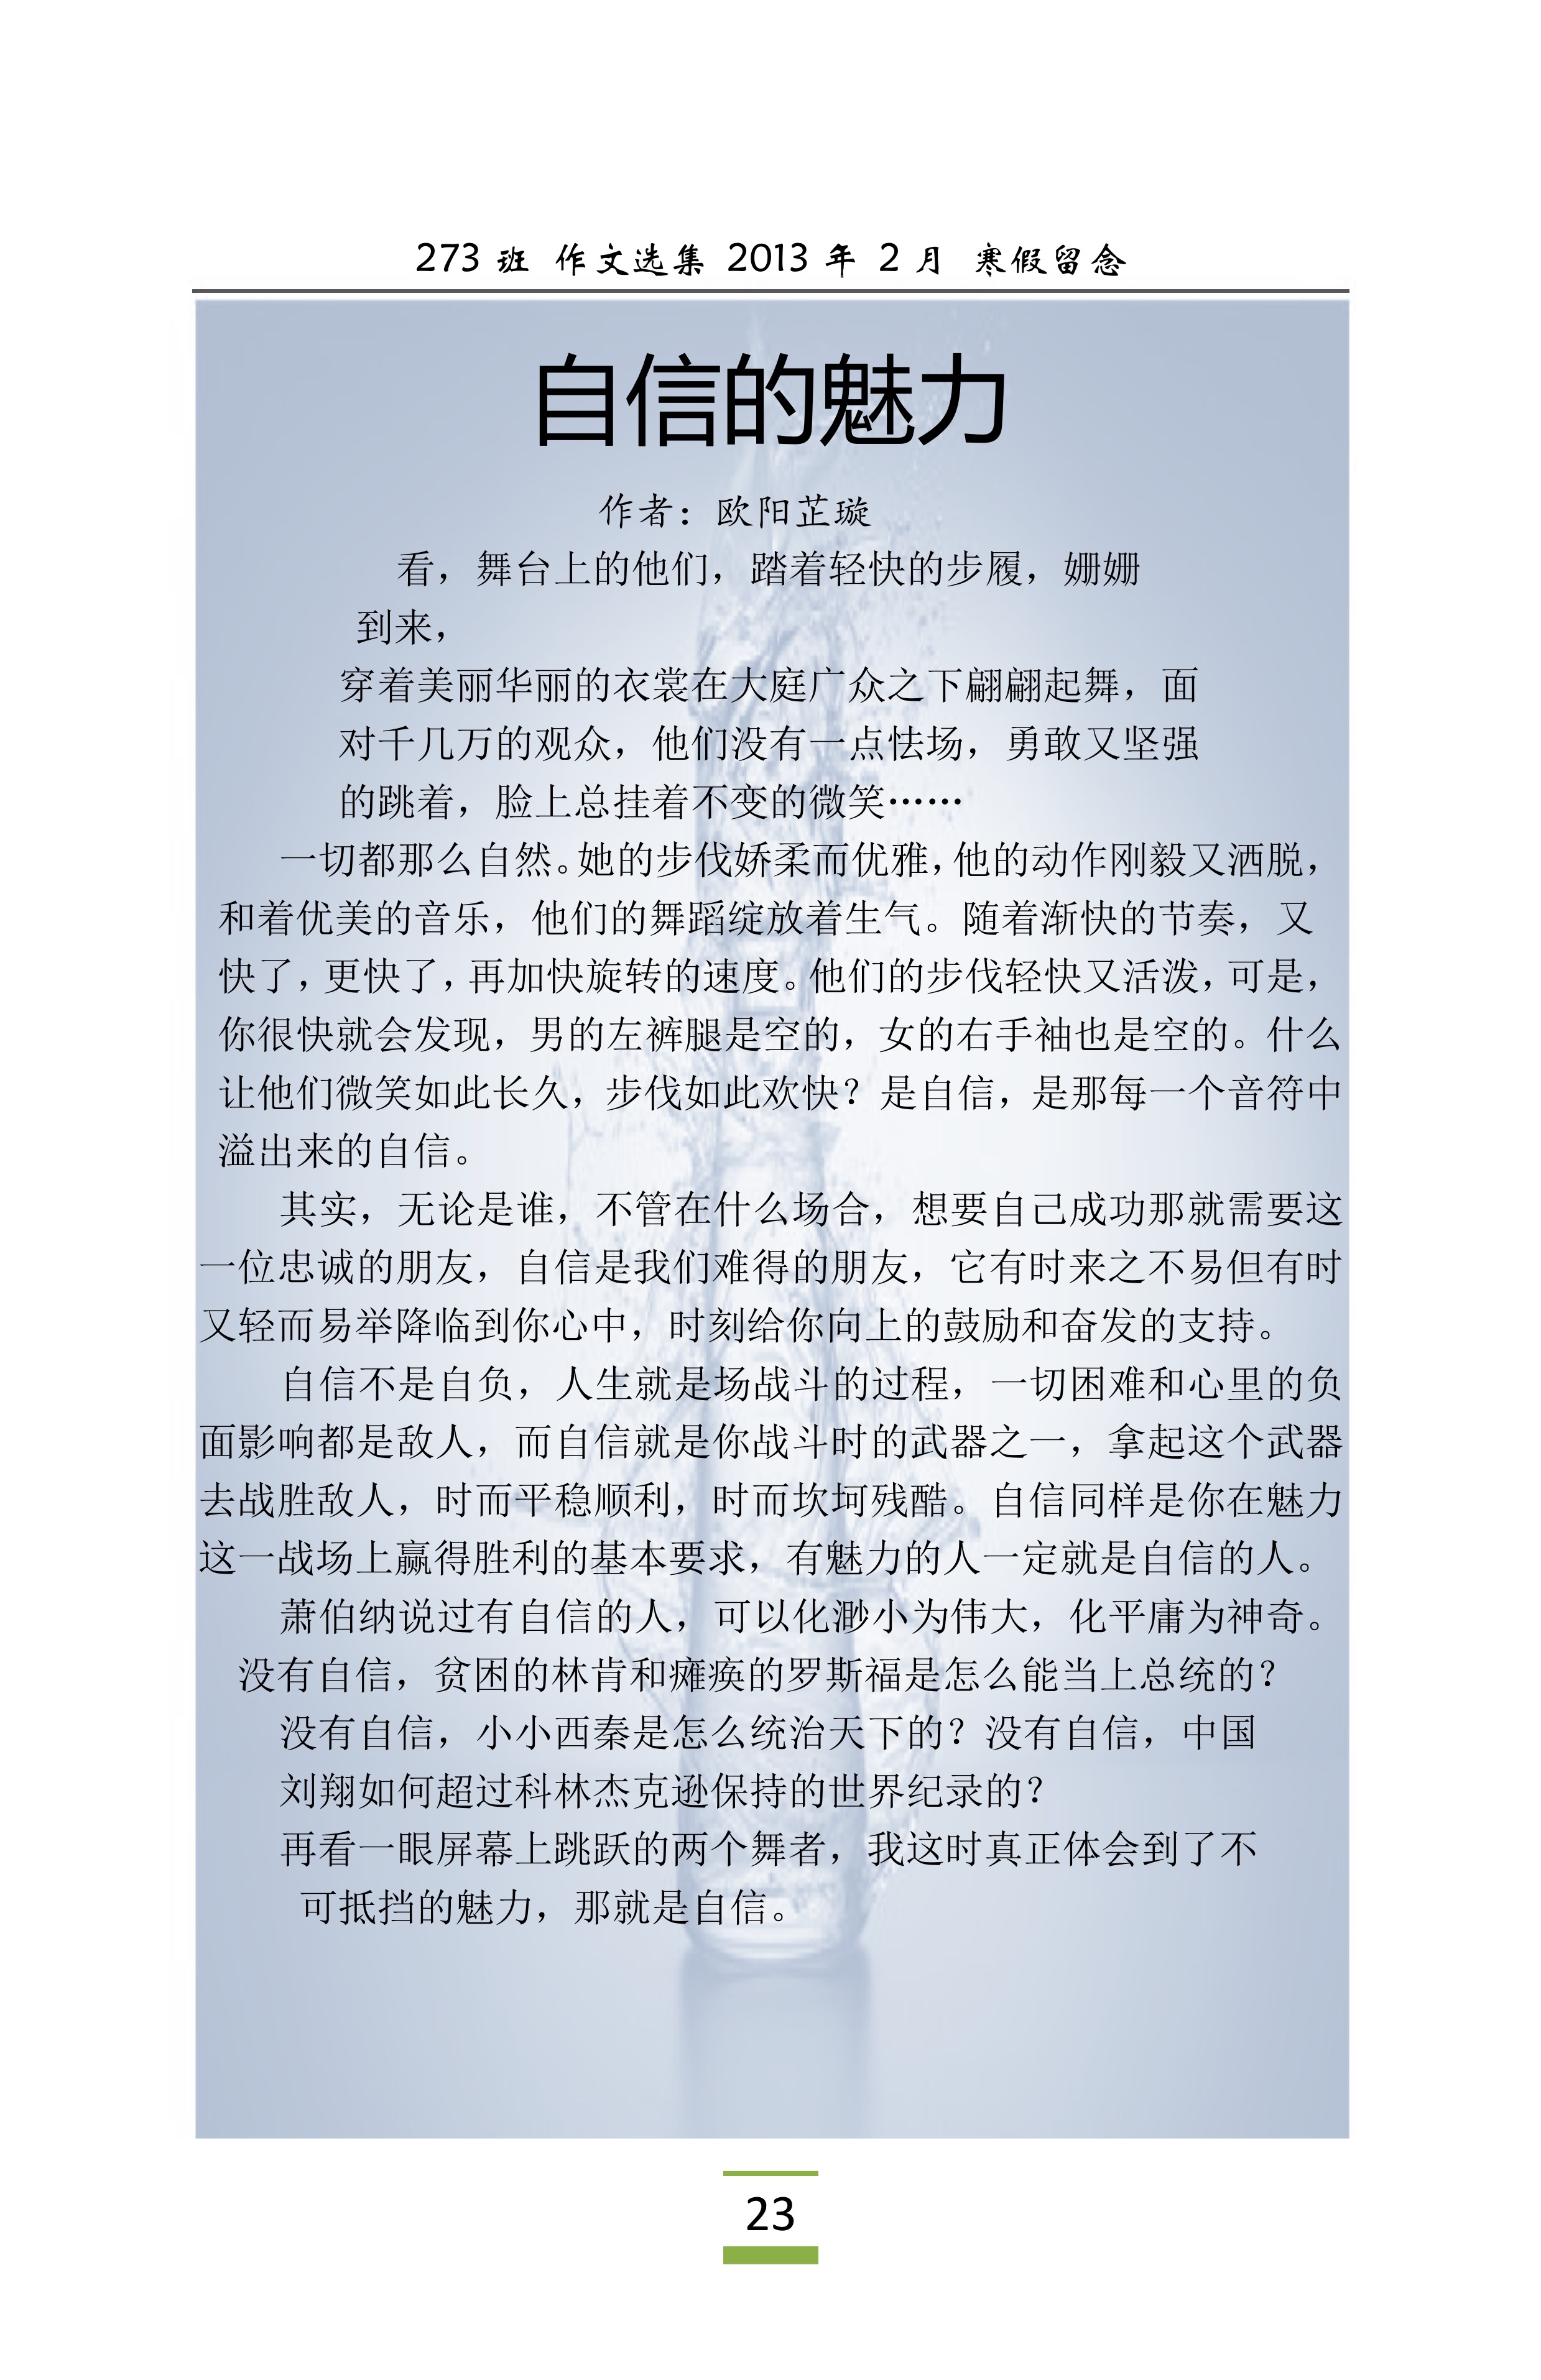 273 班 作文选集 2013 年 2 月 寒假留念
自信的魅力
作者：欧阳芷璇
看，舞台上的他们，踏着轻快的步履，姗姗
到来，
穿着美丽华丽的衣裳在大庭广众之下翩翩起舞，面
对千几万的观众，他们没有一点怯场，勇敢又坚强
的跳着，脸上总挂着不变的微笑……
一切都那么自然。她的步伐娇柔而优雅，他的动作刚毅又洒脱，
和着优美的音乐，他们的舞蹈绽放着生气。随着渐快的节奏，又
快了，更快了，再加快旋转的速度。他们的步伐轻快又活泼，可是，
你很快就会发现，男的左裤腿是空的，女的右手袖也是空的。什么
让他们微笑如此长久，步伐如此欢快？是自信，是那每一个音符中
溢出来的自信。
其实，无论是谁，不管在什么场合，想要自己成功那就需要这
一位忠诚的朋友，自信是我们难得的朋友，它有时来之不易但有时
又轻而易举降临到你心中，时刻给你向上的鼓励和奋发的支持。
自信不是自负，人生就是场战斗的过程，一切困难和心里的负
面影响都是敌人，而自信就是你战斗时的武器之一，拿起这个武器
去战胜敌人，时而平稳顺利，时而坎坷残酷。自信同样是你在魅力
这一战场上赢得胜利的基本要求，有魅力的人一定就是自信的人。
萧伯纳说过有自信的人，可以化渺小为伟大，化平庸为神奇。
没有自信，贫困的林肯和瘫痪的罗斯福是怎么能当上总统的？
没有自信，小小西秦是怎么统治天下的？没有自信，中国
刘翔如何超过科林杰克逊保持的世界纪录的？
再看一眼屏幕上跳跃的两个舞者，我这时真正体会到了不
可抵挡的魅力，那就是自信。
23